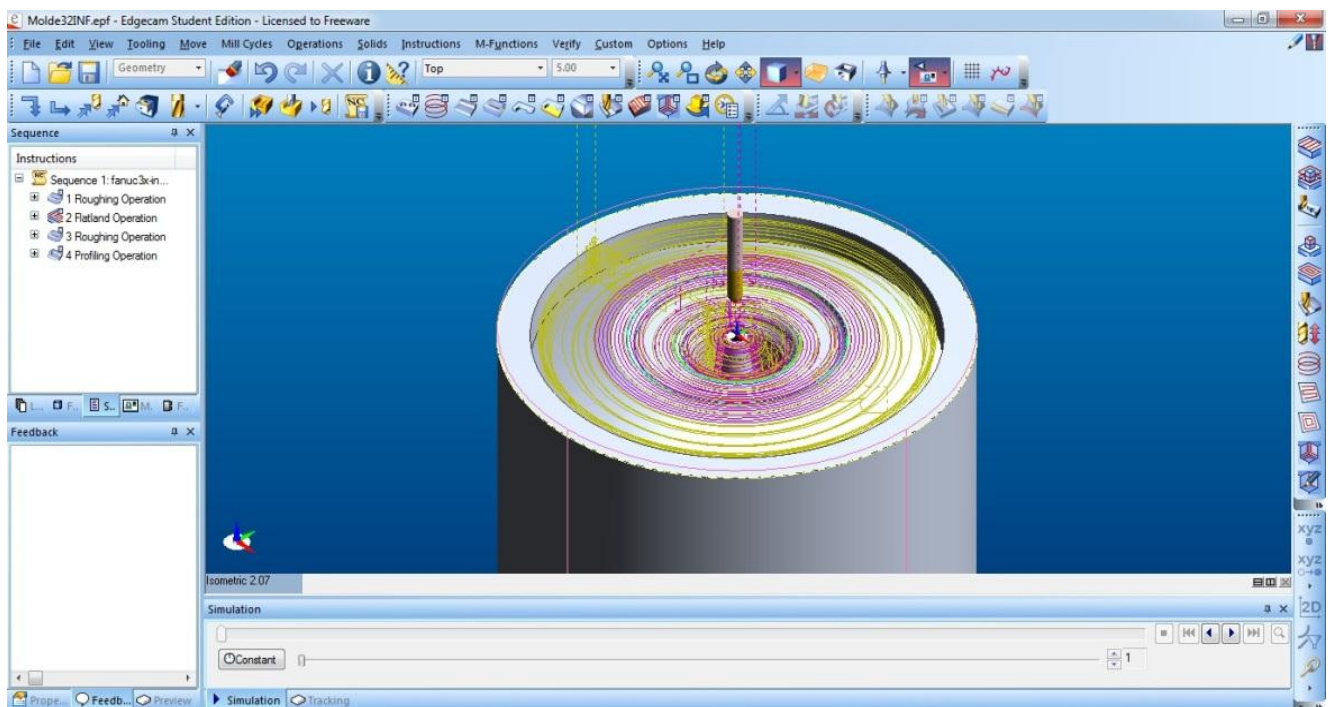 Molde32INF.epf - Edgecam Student Edition - Licensed to Freeware
File Edit View Tooling Move Mill Cycles Operations Solids Instructions M-Functions Verify Custom Options Help
Geometry Top 5.00
Sequence
Instructions
Sequence 1: fanuc3x-in...
1 Roughing Operation
2 Flatland Operation
3 Roughing Operation
4 Profiling Operation
L... F... S... M. F...
Feedback
xyz
xyz
2D
Isometric 2.07
Simulation
Constant 1
Prope... Feedb... Preview Simulation Tracking